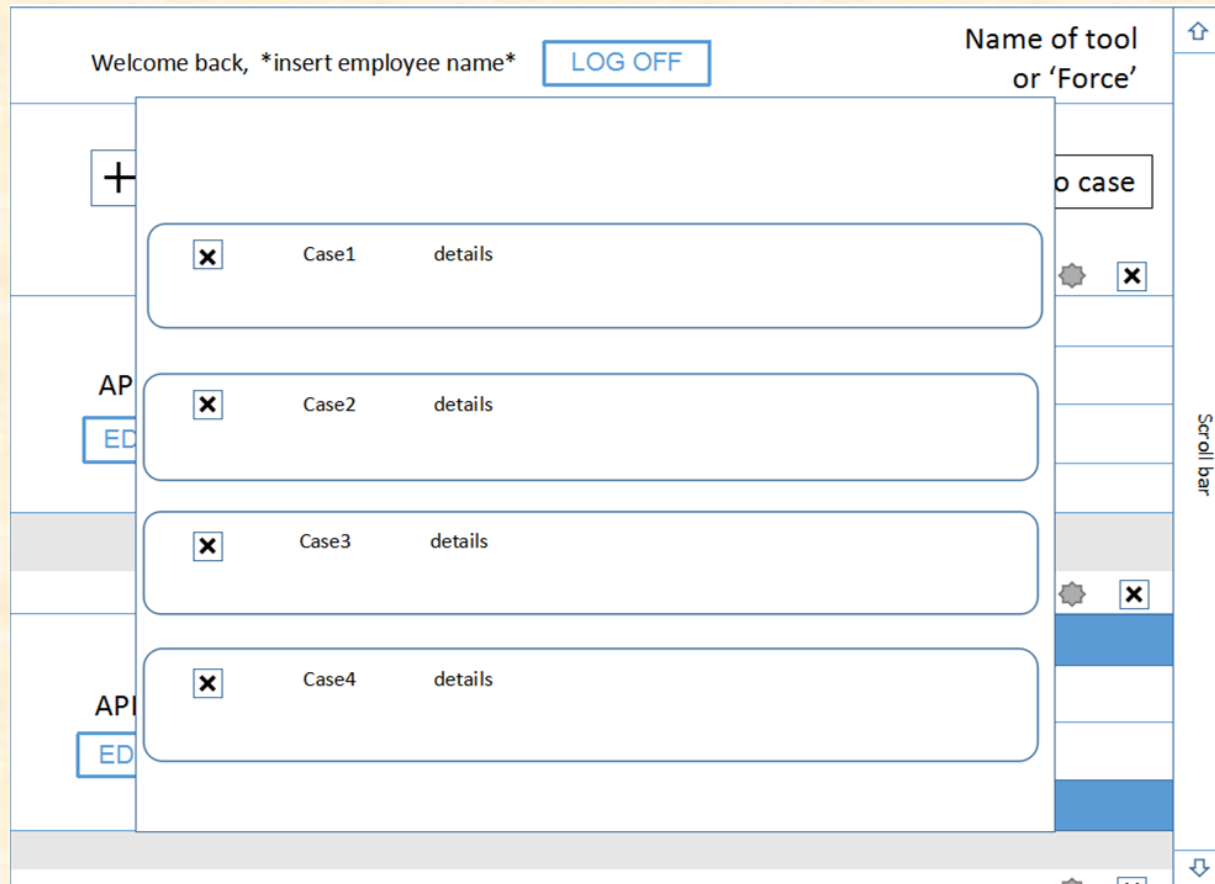 Welcome back, *insert employee name*
LOG OFF
Name of tool
or ‘Force’
+
o case
Case1 details
AP
ED
Case2 details
Scroll bar
Case3 details
Case4 details
API
ED